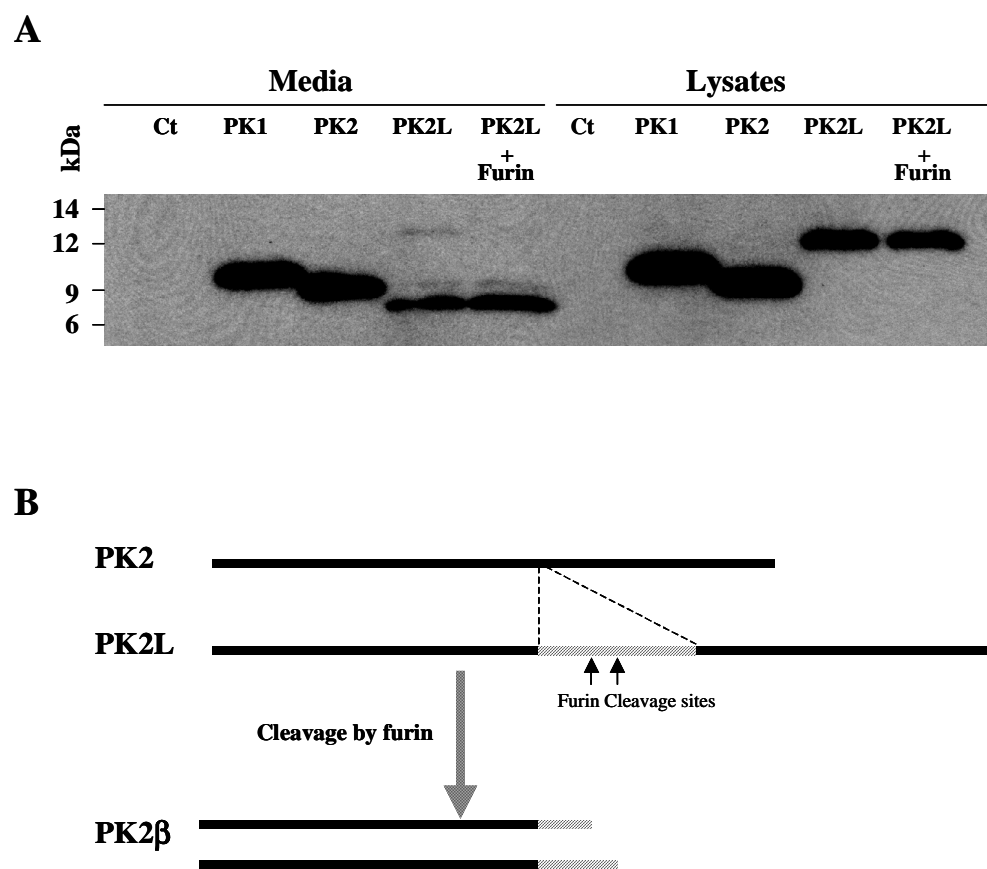 A
Media Lysates
kDa
Ct PK1 PK2 PK2L PK2L Ct PK1 PK2 PK2L PK2L
+ +
Furin Furin
14
12
9
6
B
PK2
PK2L
Furin Cleavage sites
Cleavage by furin
PK2β